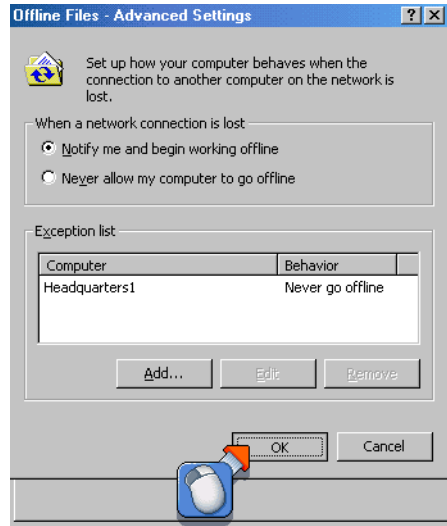 Offline Files - Advanced Settings
Set up how your computer behaves when the
connection to another computer on the network is
lost.
When a network connection is lost
Notify me and begin working offline
Never allow my computer to go offline
Exception list
Computer Behavior
Headquarters1 Never go offline
Add... Edit Remove
OK Cancel